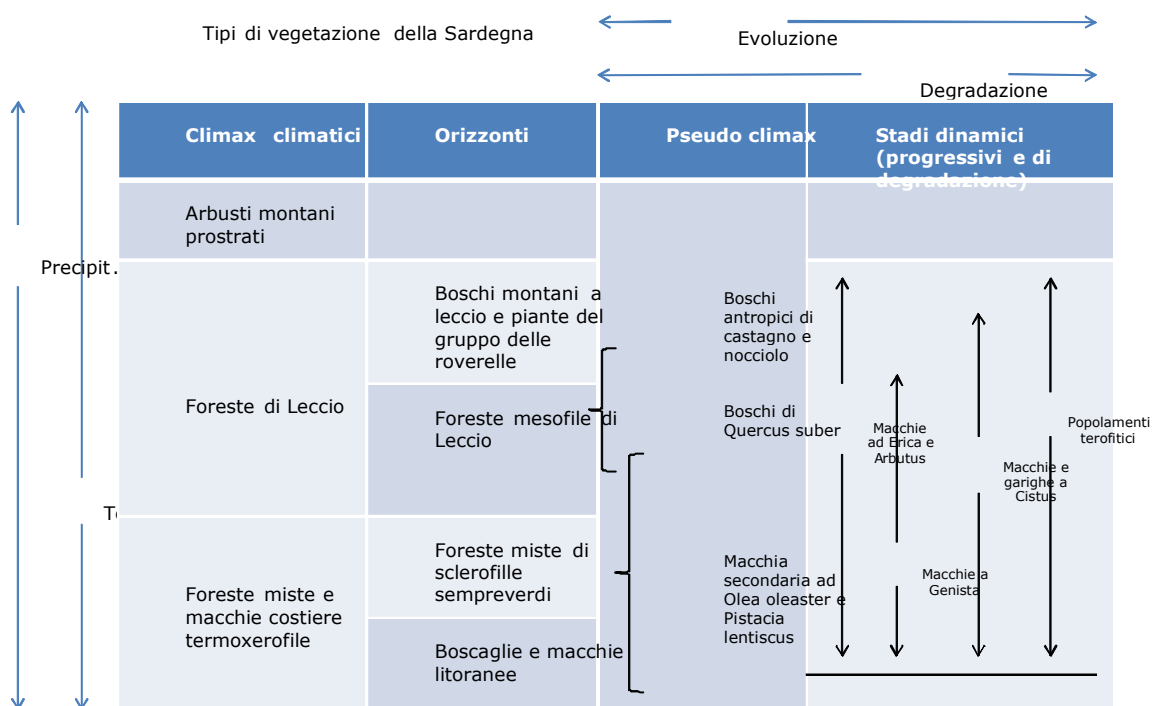 Tipi di vegetazione della Sardegna
Evoluzione
Degradazione
Climax climatici
Orizzonti
Pseudo climax
Stadi dinamici
(progressivi e di
degradazione)
Arbusti montani
prostrati
Precipit.
Boschi montani a
leccio e piante del
gruppo delle
roverelle
Boschi
antropici di
castagno e
nocciolo
Foreste di Leccio
Foreste mesofile di
Leccio
Boschi di
Quercus suber
Macchie
ad Erica e
Arbutus
Popolamenti
terofitici
Macchie e
garighe a
Cistus
Foreste miste e
macchie costiere
termoxerofile
Foreste miste di
sclerofille
sempreverdi
Macchia
secondaria ad
Olea oleaster e
Pistacia
lentiscus
Macchie a
Genista
Boscaglie e macchie
litoranee